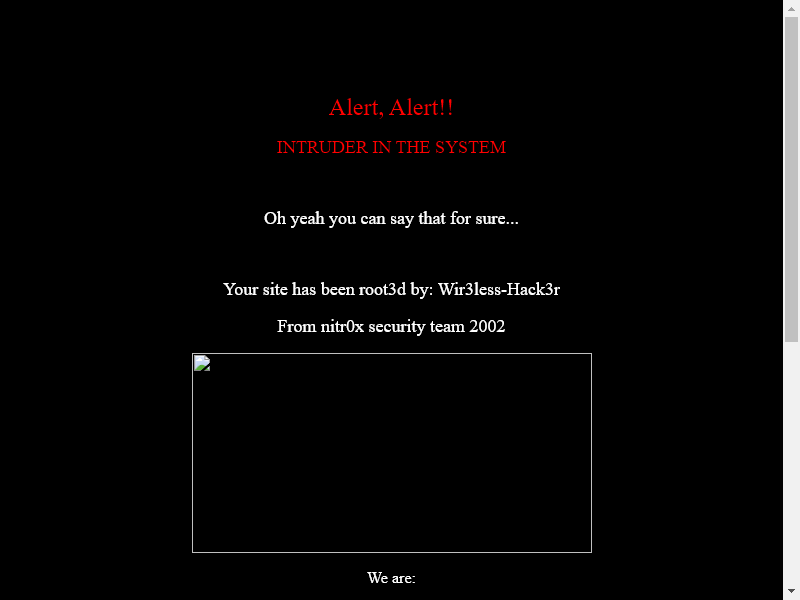 Alert, Alert!!
INTRUDER IN THE SYSTEM
Oh yeah you can say that for sure...
Your site has been root3d by: Wir3less-Hack3r
From nitr0x security team 2002
We are: